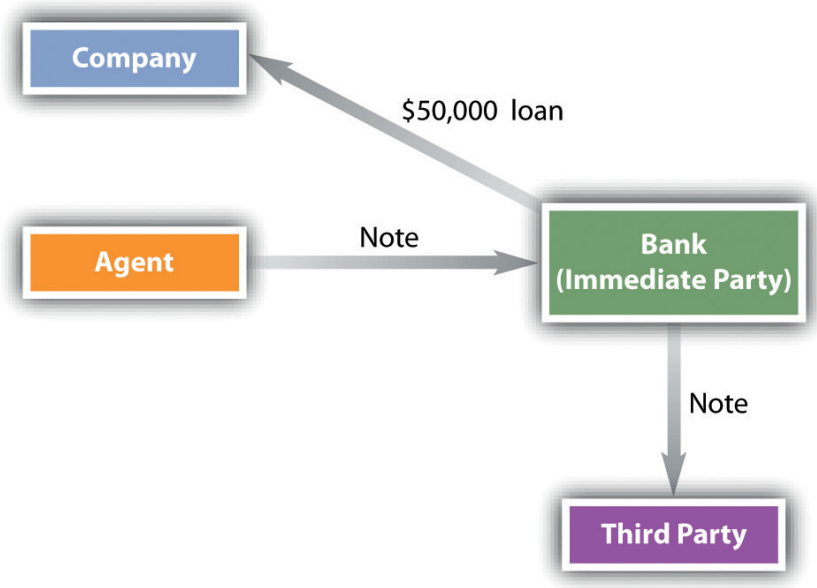 Company
$50,000 loan
Agent
Note
Bank
(Immediate Party)
Note
Third Party